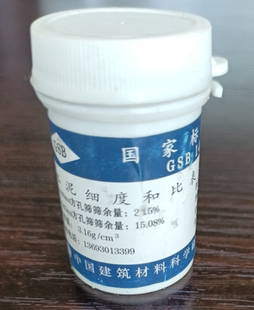 GSB
国家标
GSB 1
泥细度和比表
方孔筛筛余量：2.15%
方孔筛筛余量：15.08%
3.16g/cm³
：13693013399
中国建筑材料科学